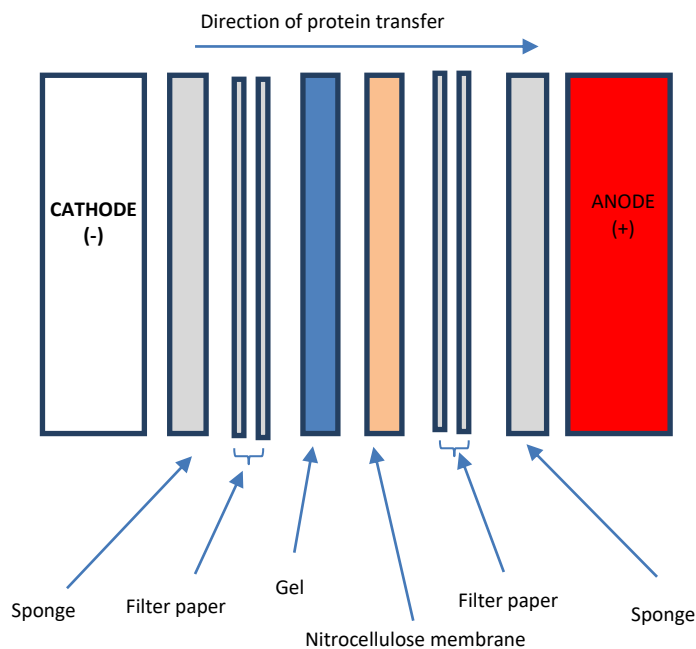 Direction of protein transfer
CATHODE
(-)
ANODE
(+)
Sponge
Filter paper
Gel
Nitrocellulose membrane
Filter paper
Sponge